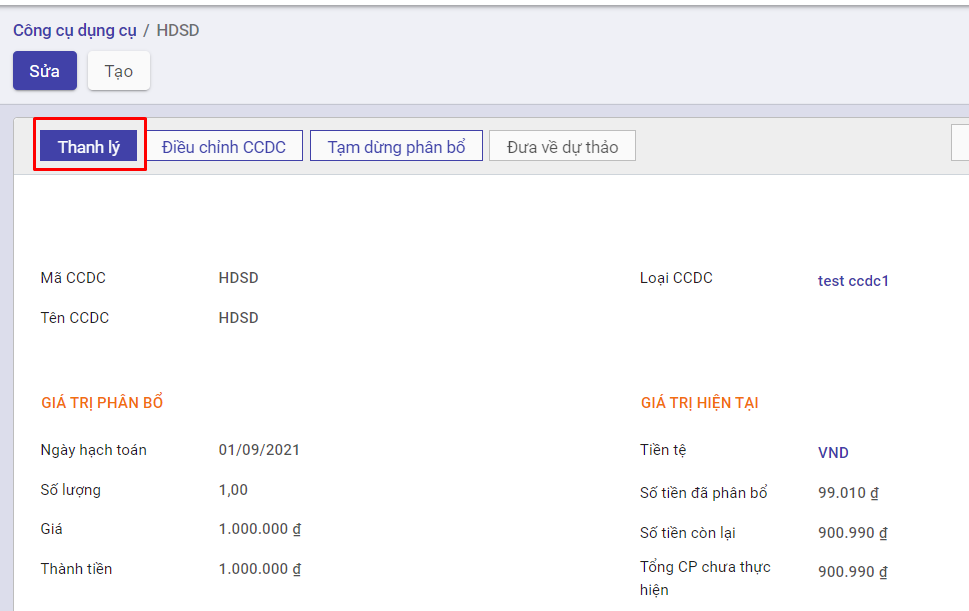 Công cụ dụng cụ / HDSD
Sửa Tạo
Thanh lý Điều chỉnh CCDC Tạm dừng phân bổ Đưa về dự thảo
Mã CCDC HDSD Loại CCDC test ccdc1
Tên CCDC HDSD
GIÁ TRỊ PHÂN BỔ GIÁ TRỊ HIỆN TẠI
Ngày hạch toán 01/09/2021 Tiền tệ VND
Số lượng 1,00 Số tiền đã phân bổ 99.010 ₫
Giá 1.000.000 ₫ Số tiền còn lại 900.990 ₫
Thành tiền 1.000.000 ₫ Tổng CP chưa thực 900.990 ₫
hiện